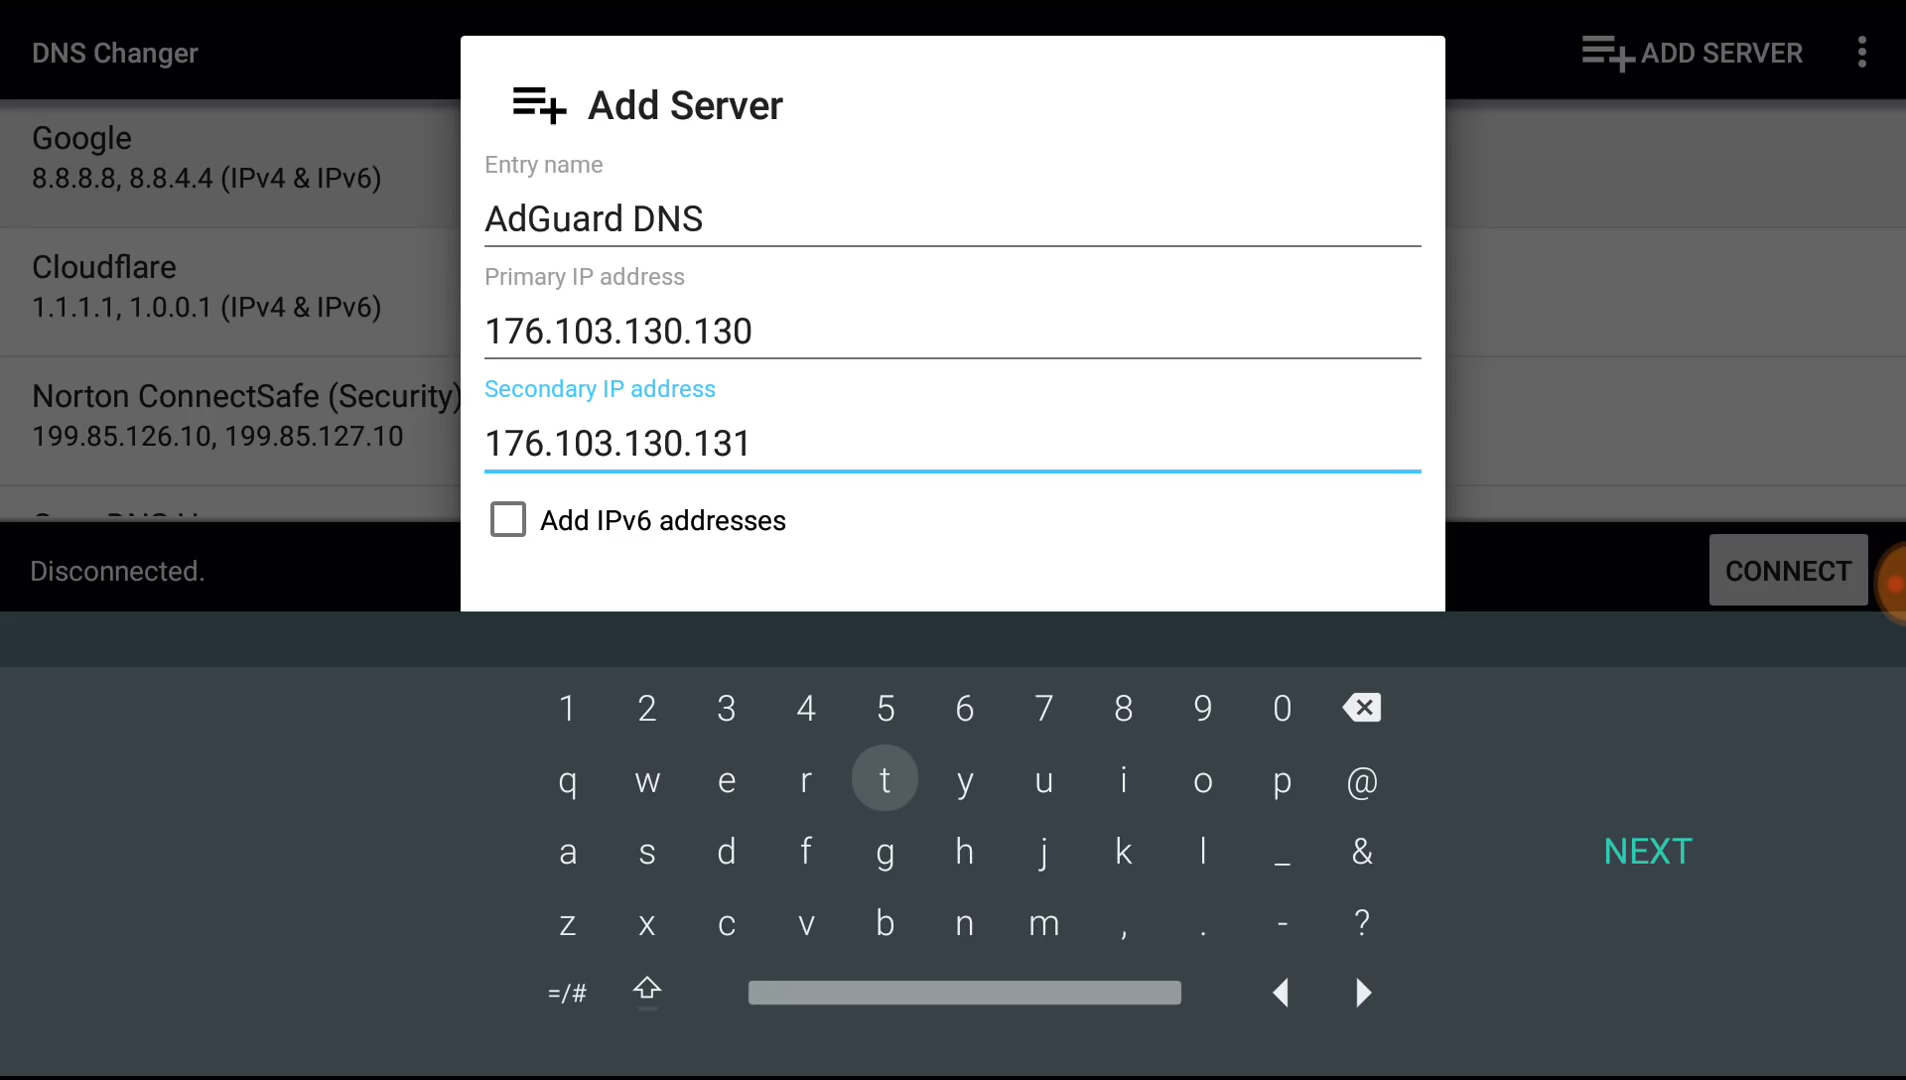 DNS Changer
ADD SERVER
Google
8.8.8.8, 8.8.4.4 (IPv4 & IPv6)
Cloudflare
1.1.1.1, 1.0.0.1 (IPv4 & IPv6)
Norton ConnectSafe (Security)
199.85.126.10, 199.85.127.10
Add Server
Entry name
AdGuard DNS
Primary IP address
176.103.130.130
Secondary IP address
176.103.130.131
Add IPv6 addresses
Disconnected.
CONNECT
1 2 3 4 5 6 7 8 9 0
q w e r t y u i o p @
a s d f g h j k l _ &
NEXT
z x c v b n m , . - ?
=/#